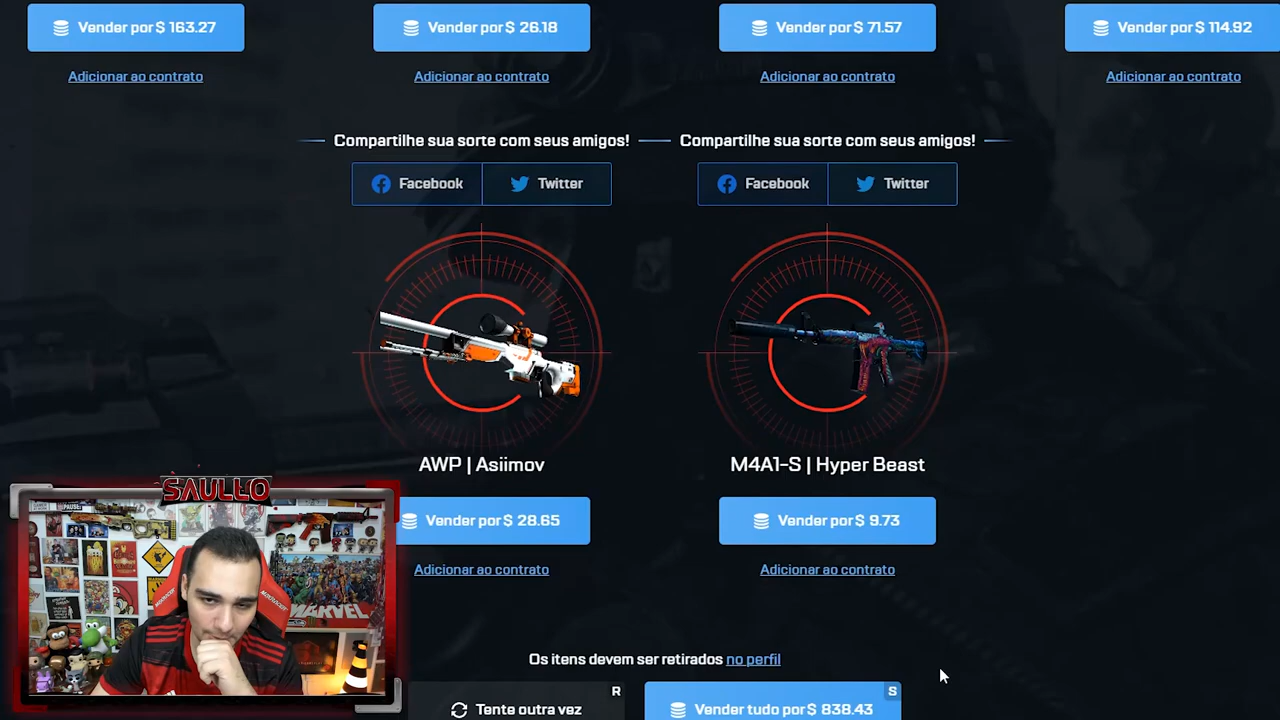 Vender por $ 163.27
Vender por $ 26.18
Vender por $ 71.57
Vender por $ 114.92
Adicionar ao contrato
Adicionar ao contrato
Adicionar ao contrato
Adicionar ao contrato
Compartilhe sua sorte com seus amigos!
Compartilhe sua sorte com seus amigos!
Facebook
Twitter
Facebook
Twitter
AWP | Asiimov
M4A1-S | Hyper Beast
SAULLO
Vender por $ 28.65
Vender por $ 9.73
Adicionar ao contrato
Adicionar ao contrato
MARVEL
Os itens devem ser retirados no perfil
Tente outra vez
R
Vender tudo por $ 838.43
S